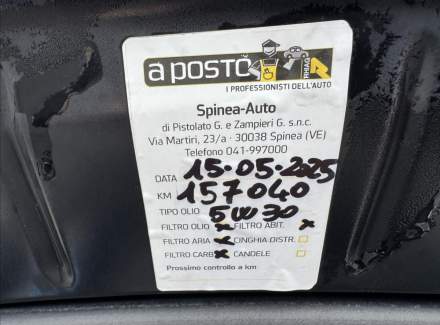 a posto
RHIAG
I PROFESSIONISTI DELL'AUTO
Spinea-Auto
di Pistolato G. e Zampieri G. s.n.c.
Via Martiri, 23/a - 30038 Spinea (VE)
Telefono 041-997000
DATA 15-05-2025
KM 157040
TIPO OLIO 5W30
FILTRO OLIO x FILTRO ABIT. x
FILTRO ARIA x CINGHIA DISTR.
FILTRO CARB. x CANDELE
Prossimo controllo a km